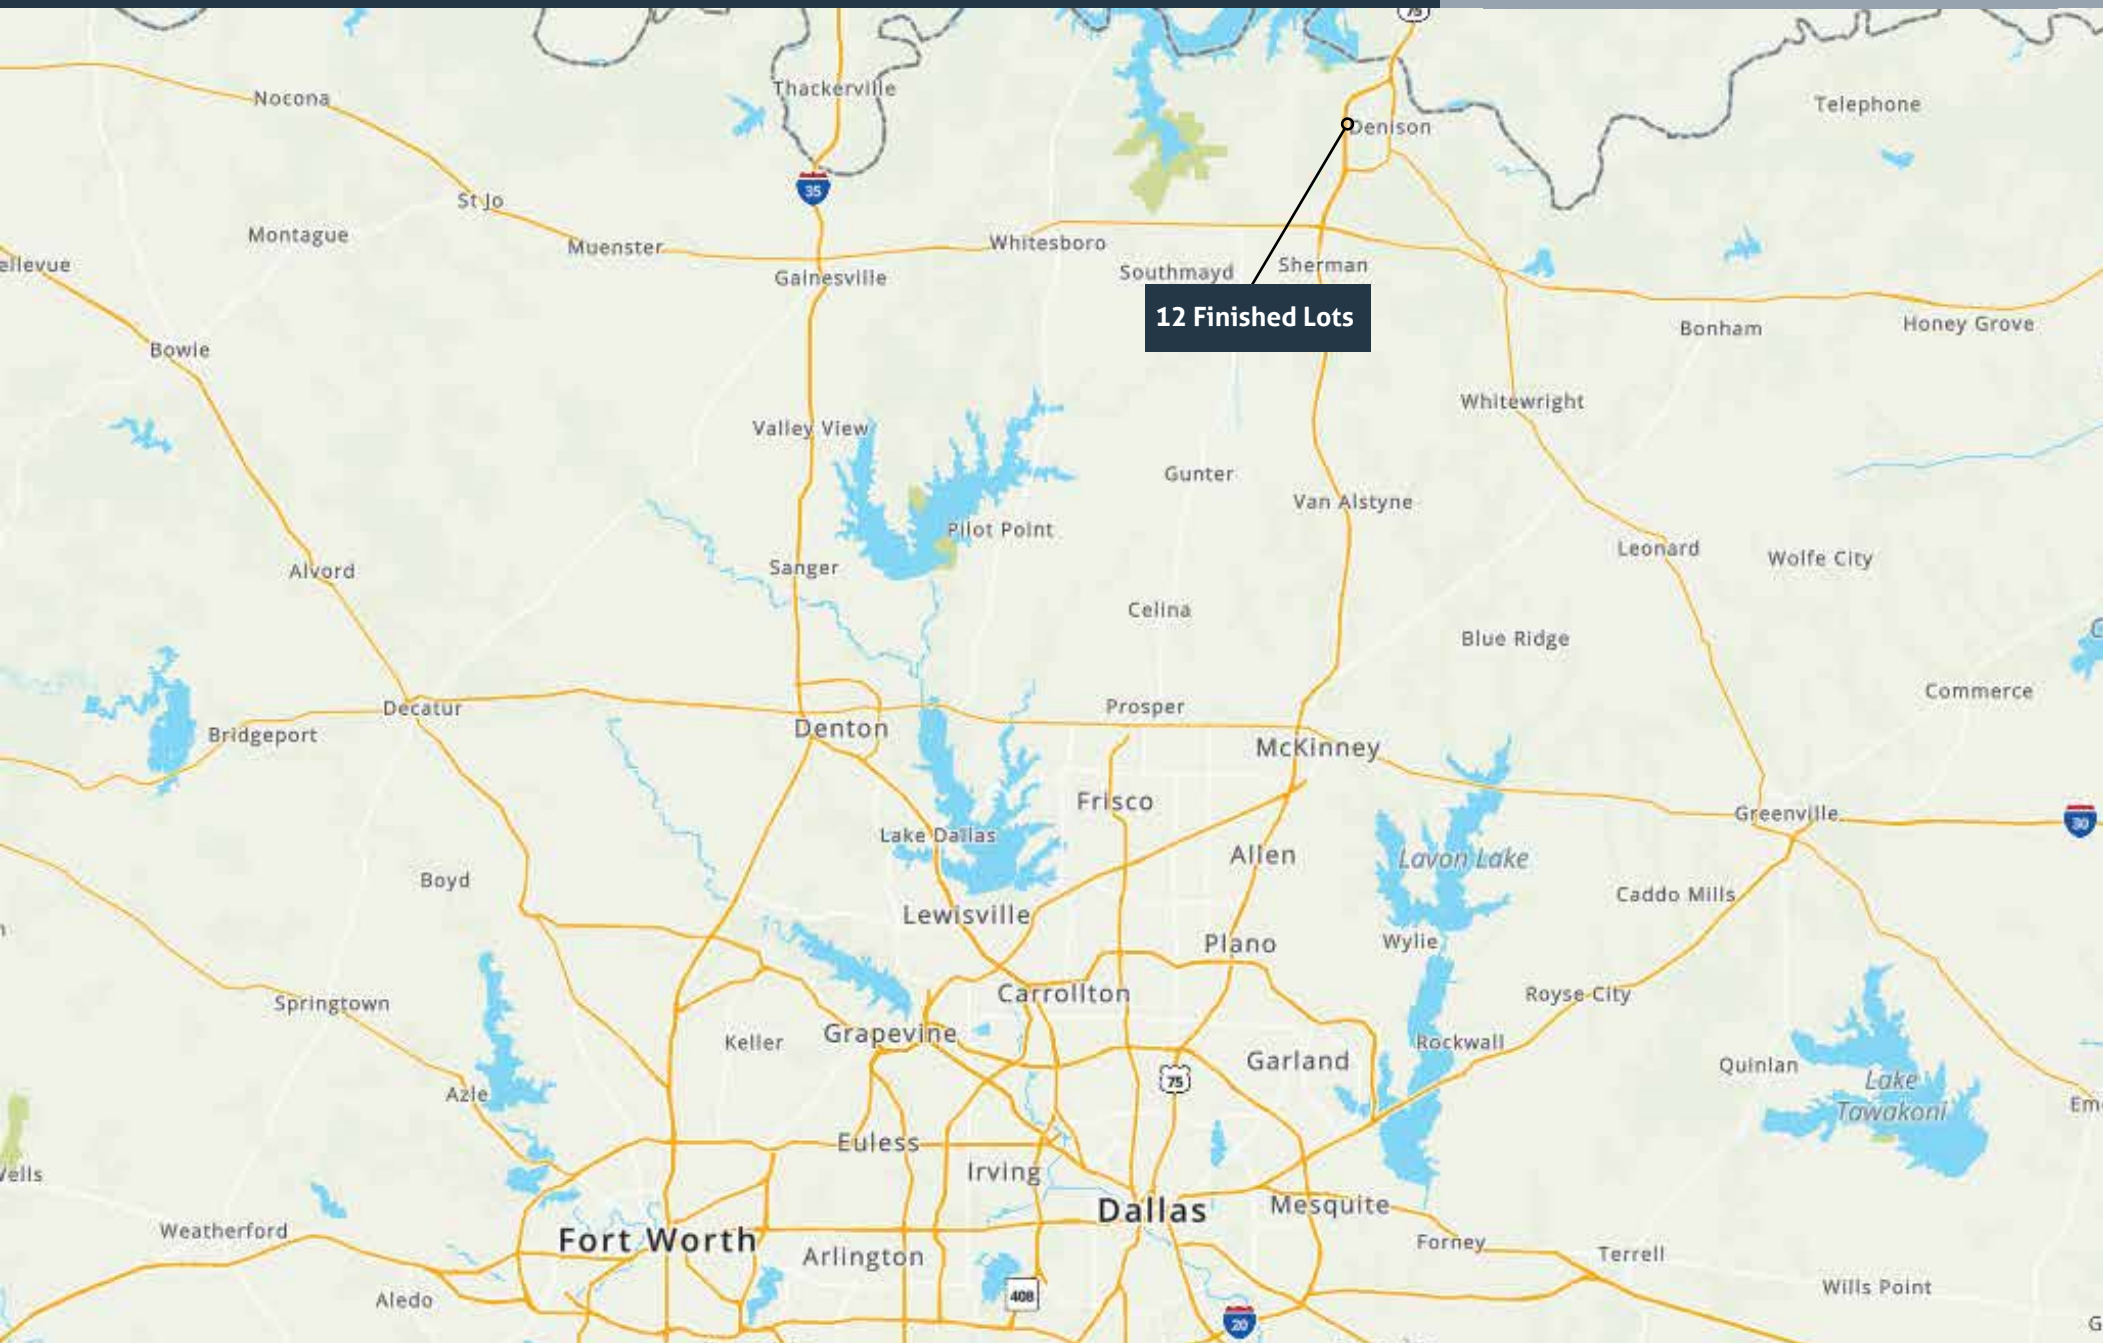 75
Thackerville
Nocona
Telephone
Denison
35
St Jo
Montague
Muenster
Whitesboro
ellevue
Southmayd
Sherman
Gainesville
12 Finished Lots
Honey Grove
Bonham
Bowie
Whitewright
Valley View
Gunter
Van Alstyne
Pilot Point
Leonard
Wolfe City
Sanger
Alvord
Celina
Blue Ridge
Commerce
Prosper
Decatur
Bridgeport
Denton
McKinney
Frisco
Greenville
30
Lake Dallas
Allen
Lavon Lake
Boyd
Caddo Mills
Lewisville
Plano
Wylie
Carrollton
Royse City
Springtown
Grapevine
Keller
Rockwall
Garland
Quinlan
75
Lake
Tawakoni
Azle
Em
Euless
Irving
ells
Dallas
Mesquite
Weatherford
Fort Worth
Arlington
Forney
Terrell
Wills Point
408
Aledo
20
G